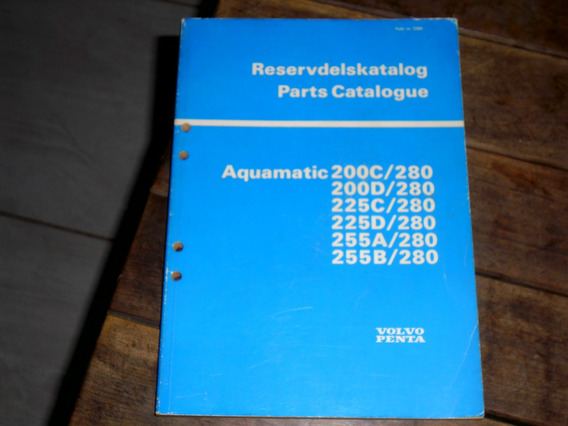 Reservdelskatalog
Parts Catalogue
Aquamatic 200C/280
200D/280
225C/280
225D/280
255A/280
255B/280
VOLVO
PENTA